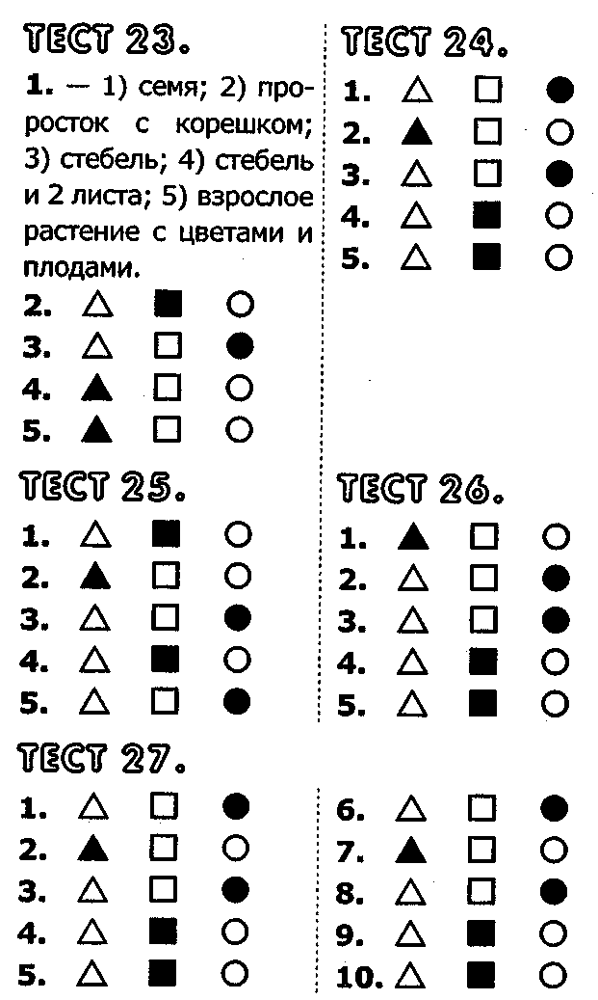 ТЕСТ 23.
1. — 1) семя; 2) про-
росток с корешком;
3) стебель; 4) стебель
и 2 листа; 5) взрослое
растение с цветами и
плодами.
2. △ ■ ○
3. △ □ ●
4. ▲ □ ○
5. ▲ □ ○
ТЕСТ 24.
1. △ □ ●
2. ▲ □ ○
3. △ □ ●
4. △ ■ ○
5. △ ■ ○
ТЕСТ 25.
1. △ ■ ○
2. ▲ □ ○
3. △ □ ●
4. △ ■ ○
5. △ □ ●
ТЕСТ 26.
1. ▲ □ ○
2. △ □ ●
3. △ □ ●
4. △ ■ ○
5. △ ■ ○
ТЕСТ 27.
1. △ □ ●
2. ▲ □ ○
3. △ □ ●
4. △ ■ ○
5. △ ■ ○
6. △ □ ●
7. ▲ □ ○
8. △ □ ●
9. △ ■ ○
10. △ ■ ○